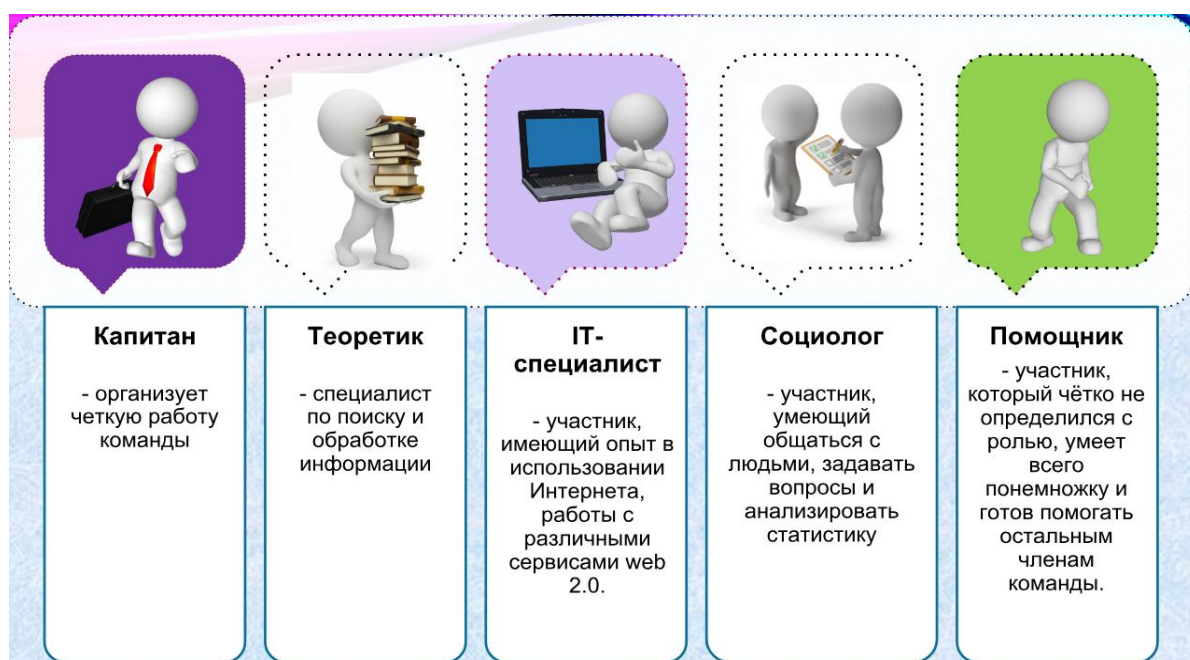 Капитан
- организует
четкую работу
команды
Теоретик
- специалист
по поиску и
обработке
информации
IT-
специалист
- участник,
имеющий опыт в
использовании
Интернета,
работы с
различными
сервисами web
2.0.
Социолог
- участник,
умеющий
общаться с
людьми, задавать
вопросы и
анализировать
статистику
Помощник
- участник,
который чётко не
определился с
ролью, умеет
всего
понемножку и
готов помогать
остальным
членам
команды.